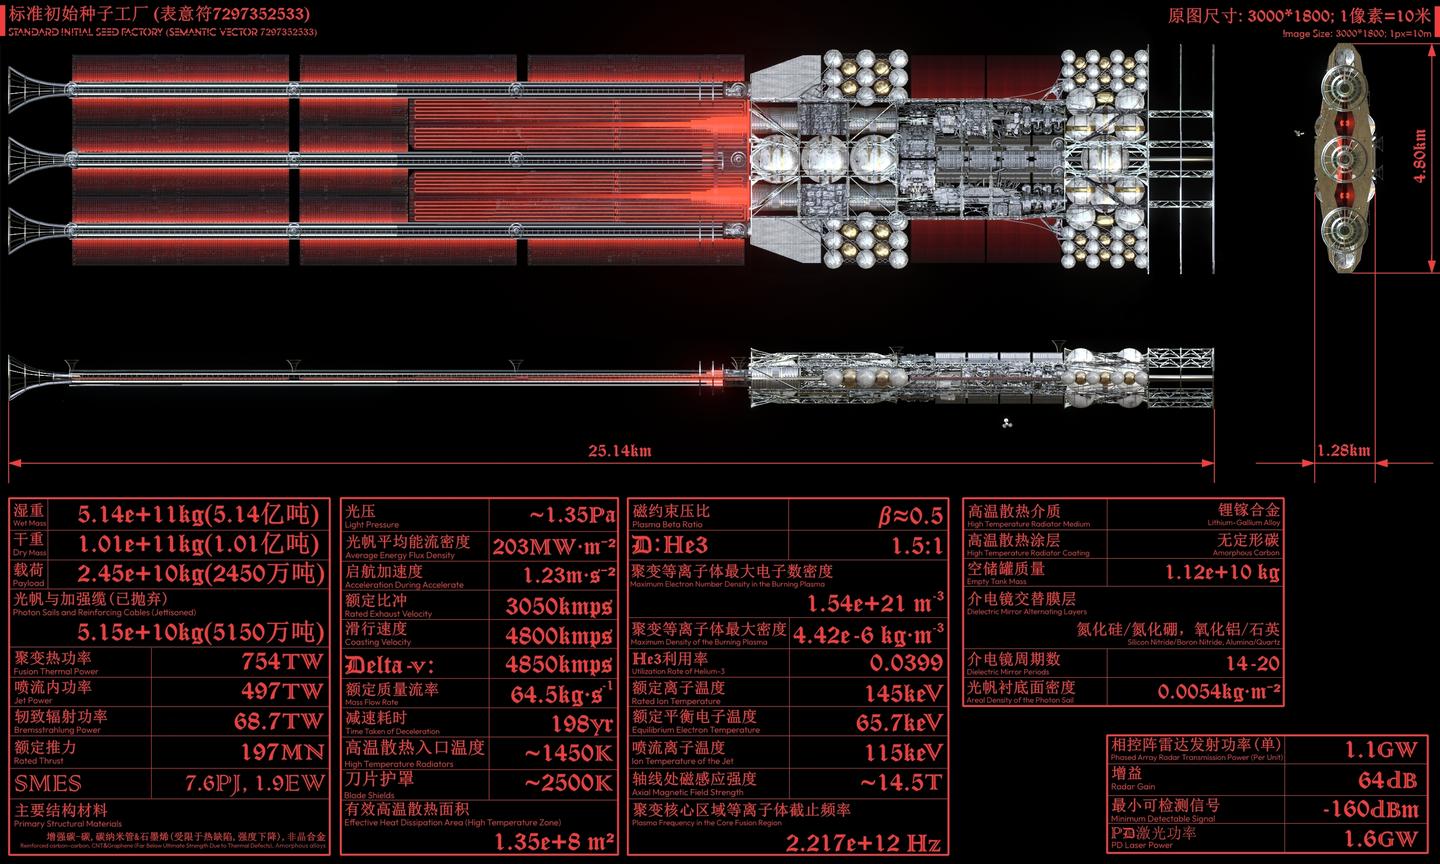 标准初始种子工厂 (表意符7297352533)
STANDARD INITIAL SEED FACTORY (SEMANTIC VECTOR 7297352533)
原图尺寸: 3000*1800; 1像素=10米
Image Size: 3000*1800; 1px=10m
4.80km
25.14km
1.28km
湿重 5.14e+11kg(5.14亿吨)
Wet Mass
干重 1.01e+11kg(1.01亿吨)
Dry Mass
载荷 2.45e+10kg(2450万吨)
Payload
光帆与加强缆(已抛弃)
Photon Sails and Reinforcing Cables (Jettisoned)
5.15e+10kg(5150万吨)
聚变热功率 754TW
Fusion Thermal Power
喷流内功率 497TW
Jet Power
轫致辐射功率 68.7TW
Bremsstrahlung Power
额定推力 197MN
Rated Thrust
SMES 7.6PJ, 1.9EW
主要结构材料
Primary Structural Materials
增强碳-碳, 碳纳米管&石墨烯(受限于热缺陷, 强度下降), 非晶合金
Reinforced carbon-carbon, CNT&Graphene (Far Below Ultimate Strength Due to Thermal Defects), Amorphous alloys
光压 ~1.35Pa
Light Pressure
光帆平均能流密度 203MW·m⁻²
Average Energy Flux Density
启航加速度 1.23m·s⁻²
Acceleration During Accelerate
额定比冲 3050kmps
Rated Exhaust Velocity
滑行速度 4800kmps
Coasting Velocity
Delta-v: 4850kmps
额定质量流率 64.5kg·s⁻¹
Mass Flow Rate
减速耗时 198yr
Time Taken of Deceleration
高温散热入口温度 ~1450K
High Temperature Radiators
刀片护罩 ~2500K
Blade Shields
有效高温散热面积
Effective Heat Dissipation Area (High Temperature Zone)
1.35e+8 m²
磁约束压比 β≈0.5
Plasma Beta Ratio
D:He3 1.5:1
聚变等离子体最大电子数密度
Maximum Electron Number Density in the Burning Plasma
1.54e+21 m⁻³
聚变等离子体最大密度 4.42e-6 kg·m⁻³
Maximum Density of the Burning Plasma
He3利用率 0.0399
Utilization Rate of Helium-3
额定离子温度 145keV
Rated Ion Temperature
额定平衡电子温度 65.7keV
Equilibrium Electron Temperature
喷流离子温度 115keV
Ion Temperature of the Jet
轴线处磁感应强度 ~14.5T
Axial Magnetic Field Strength
聚变核心区域等离子体截止频率
Plasma Frequency in the Core Fusion Region
2.217e+12 Hz
高温散热介质 锂镓合金
High Temperature Radiator Medium Lithium-Gallium Alloy
高温散热涂层 无定形碳
High Temperature Radiator Coating Amorphous Carbon
空储罐质量 1.12e+10 kg
Empty Tank Mass
介电镜交替膜层
Dielectric Mirror Alternating Layers
氮化硅/氮化硼, 氧化铝/石英
Silicon Nitride/Boron Nitride, Alumina/Quartz
介电镜周期数 14-20
Dielectric Mirror Periods
光帆衬底面密度 0.0054kg·m⁻²
Areal Density of the Photon Sail
相控阵雷达发射功率(单) 1.1GW
Phased Array Radar Transmission Power (Per Unit)
增益 64dB
Radar Gain
最小可检测信号 -160dBm
Minimum Detectable Signal
PD激光功率 1.6GW
PD Laser Power